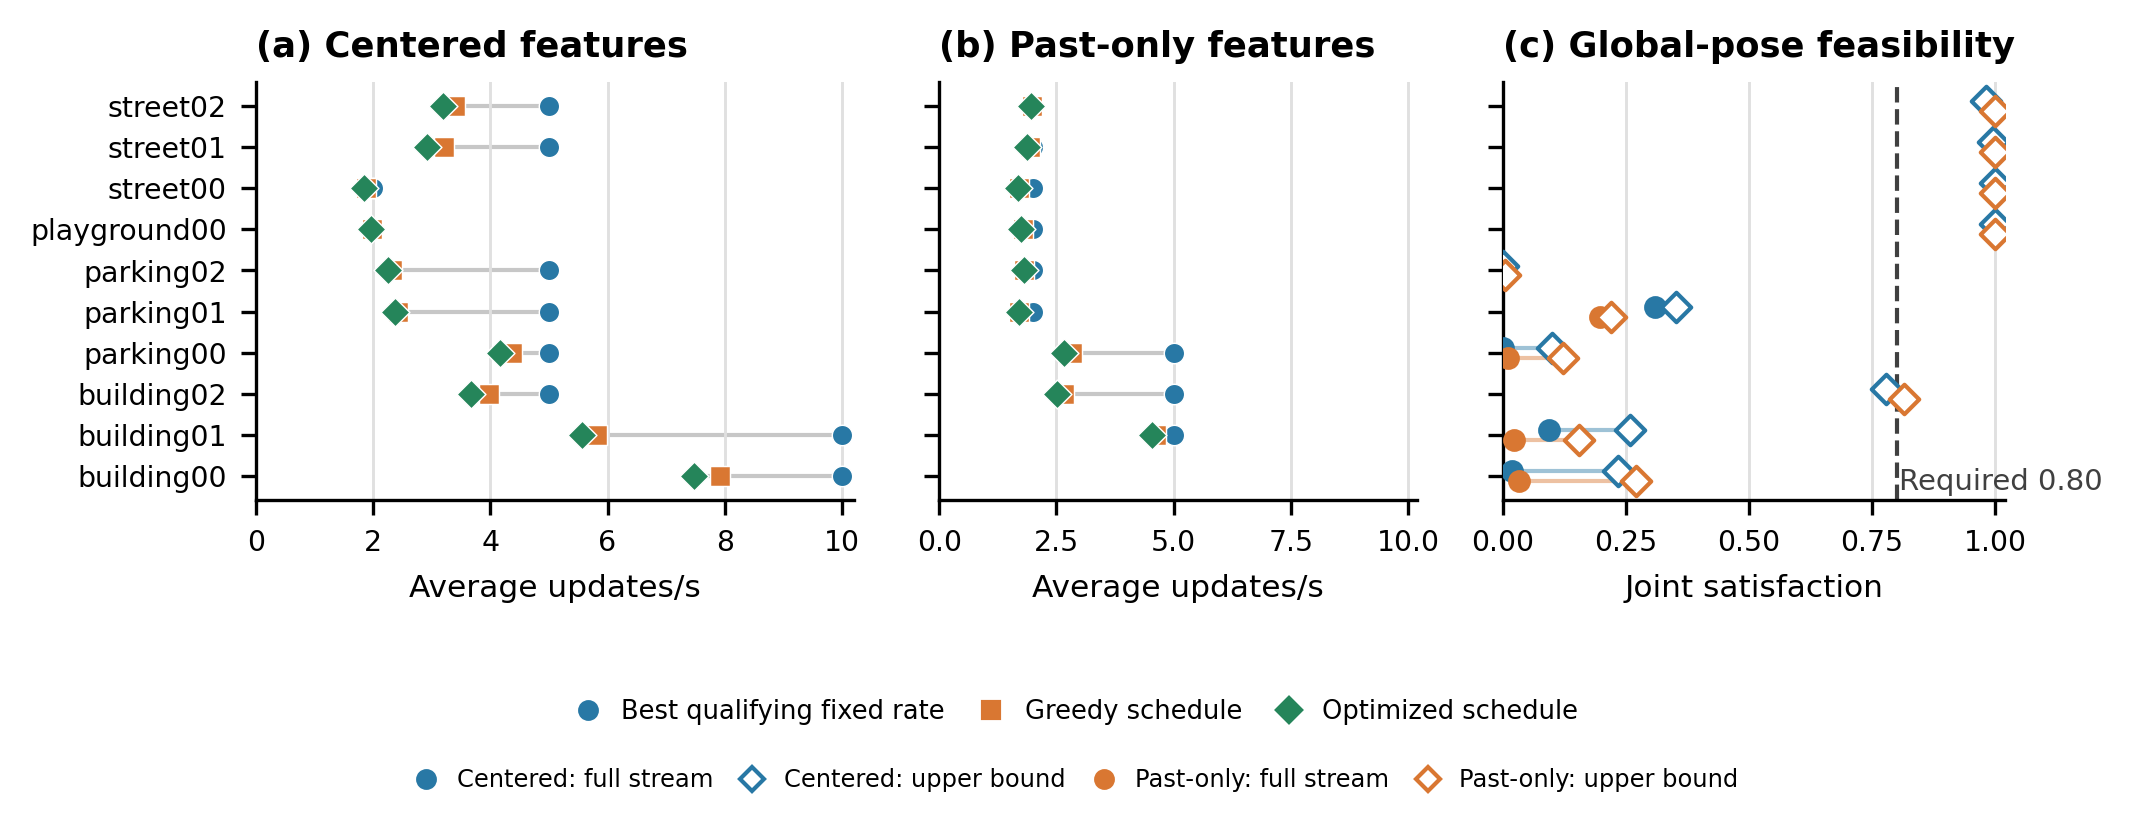 (a) Centered features
(b) Past-only features
(c) Global-pose feasibility
street02
street01
street00
playground00
parking02
parking01
parking00
building02
building01
building00
Required 0.80
0 2 4 6 8 10
0.0 2.5 5.0 7.5 10.0
0.00 0.25 0.50 0.75 1.00
Average updates/s
Average updates/s
Joint satisfaction
Best qualifying fixed rate Greedy schedule Optimized schedule
Centered: full stream Centered: upper bound Past-only: full stream Past-only: upper bound